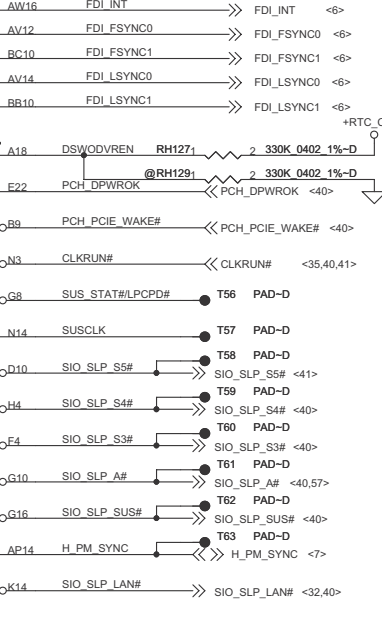 AW16 FDI_INT FDI_INT <6>
AV12 FDI_FSYNC0 FDI_FSYNC0 <6>
BC10 FDI_FSYNC1 FDI_FSYNC1 <6>
AV14 FDI_LSYNC0 FDI_LSYNC0 <6>
BB10 FDI_LSYNC1 FDI_LSYNC1 <6>
A18 DSWODVREN RH127 1 2 330K_0402_1%~D
@RH129 1 2 330K_0402_1%~D
E22 PCH_DPWROK PCH_DPWROK <40>
B9 PCH_PCIE_WAKE# PCH_PCIE_WAKE# <40>
N3 CLKRUN# CLKRUN# <35,40,41>
G8 SUS_STAT#/LPCPD# T56 PAD~D
N14 SUSCLK T57 PAD~D
T58 PAD~D
D10 SIO_SLP_S5# SIO_SLP_S5# <41>
T59 PAD~D
H4 SIO_SLP_S4# SIO_SLP_S4# <40>
T60 PAD~D
F4 SIO_SLP_S3# SIO_SLP_S3# <40>
T61 PAD~D
G10 SIO_SLP_A# SIO_SLP_A# <40,57>
T62 PAD~D
G16 SIO_SLP_SUS# SIO_SLP_SUS# <40>
T63 PAD~D
AP14 H_PM_SYNC H_PM_SYNC <7>
K14 SIO_SLP_LAN# SIO_SLP_LAN# <32,40>